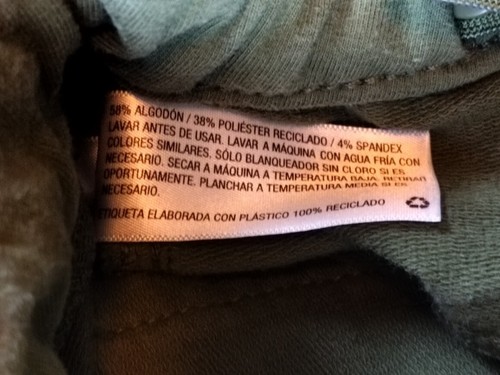 58% ALGODÓN / 38% POLIÉSTER RECICLADO / 4% SPANDEX
LAVAR ANTES DE USAR. LAVAR A MÁQUINA CON AGUA FRÍA CON
COLORES SIMILARES. SÓLO BLANQUEADOR SIN CLORO SI ES
NECESARIO. SECAR A MÁQUINA A TEMPERATURA BAJA. RETIRAR
OPORTUNAMENTE. PLANCHAR A TEMPERATURA MEDIA SI ES
NECESARIO.
ETIQUETA ELABORADA CON PLÁSTICO 100% RECICLADO